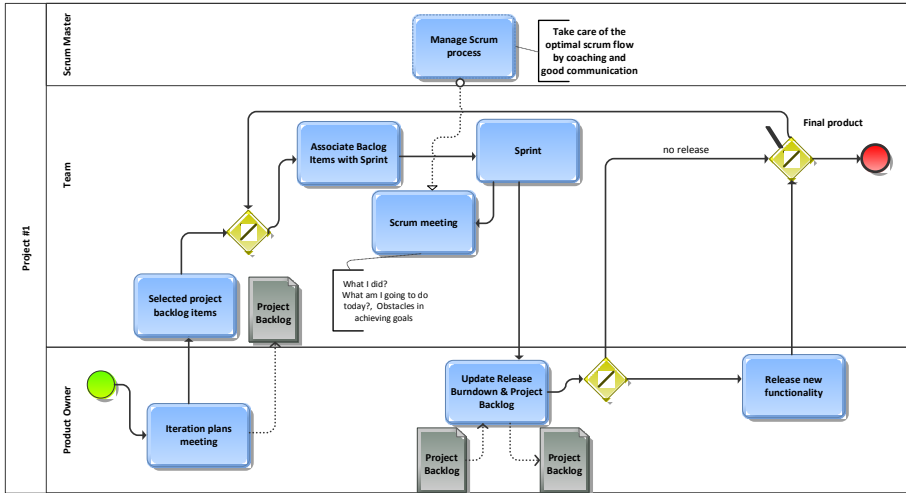 Project #1
Scrum Master
Manage Scrum
process
Take care of the
optimal scrum flow
by coaching and
good communication
Team
Associate Baclog
Items with Sprint
Sprint
no release
Final product
Scrum meeting
What I did?
What am I going to do
today?, Obstacles in
achieving goals
Selected project
backlog items
Project
Backlog
Product Owner
Iteration plans
meeting
Update Release
Burndown & Project
Backlog
Release new
functionality
Project
Backlog
Project
Backlog